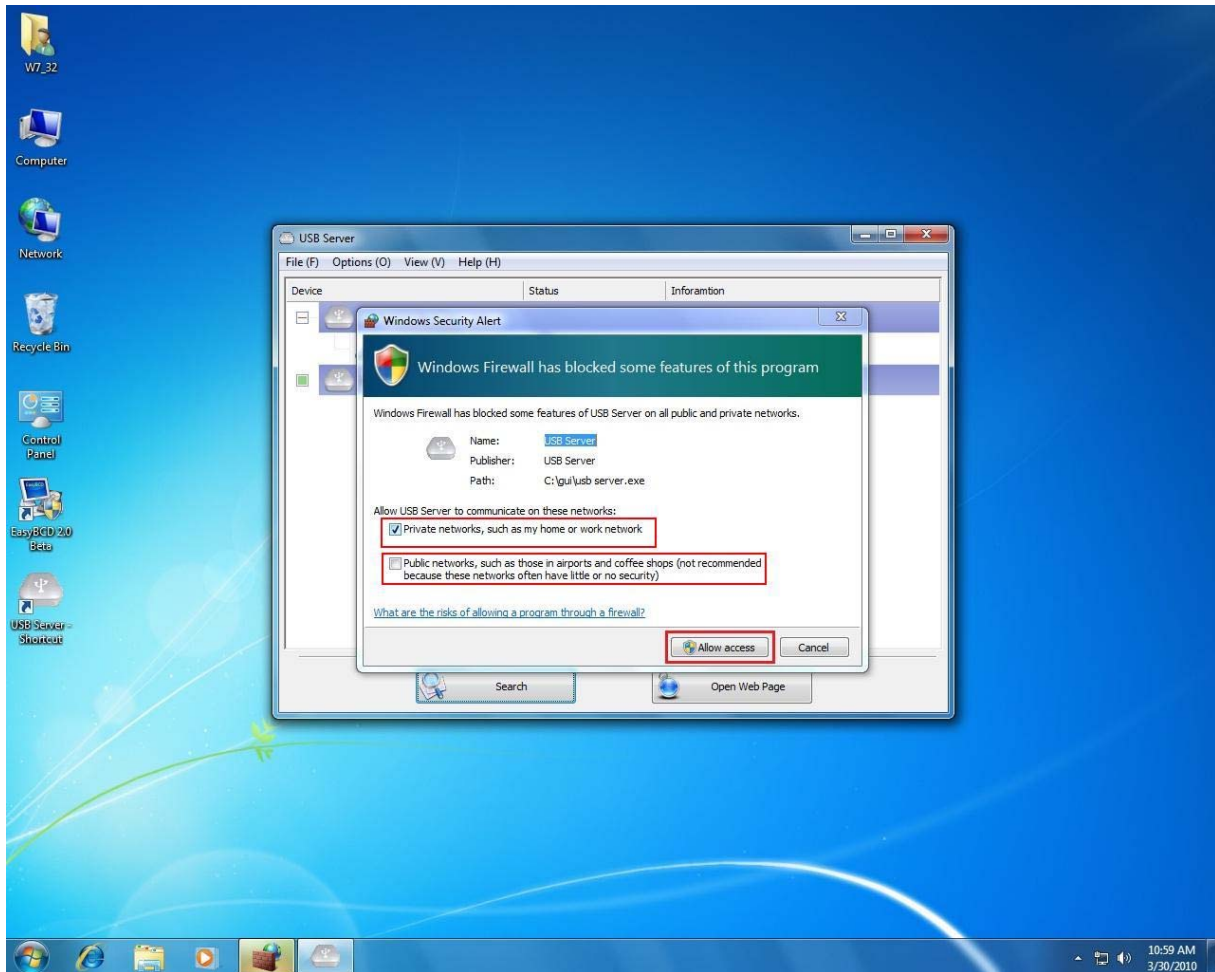 W7_32
Computer
Network
Recycle Bin
Control
Panel
EasyBCD 2.0
Beta
USB Server -
Shortcut
USB Server
File (F) Options (O) View (V) Help (H)
Device Status Inforamtion
Windows Security Alert
Windows Firewall has blocked some features of this program
Windows Firewall has blocked some features of USB Server on all public and private networks.
Name: USB Server
Publisher: USB Server
Path: C:\gui\usb server.exe
Allow USB Server to communicate on these networks:
Private networks, such as my home or work network
Public networks, such as those in airports and coffee shops (not recommended
because these networks often have little or no security)
What are the risks of allowing a program through a firewall?
Allow access Cancel
Search Open Web Page
10:59 AM
3/30/2010